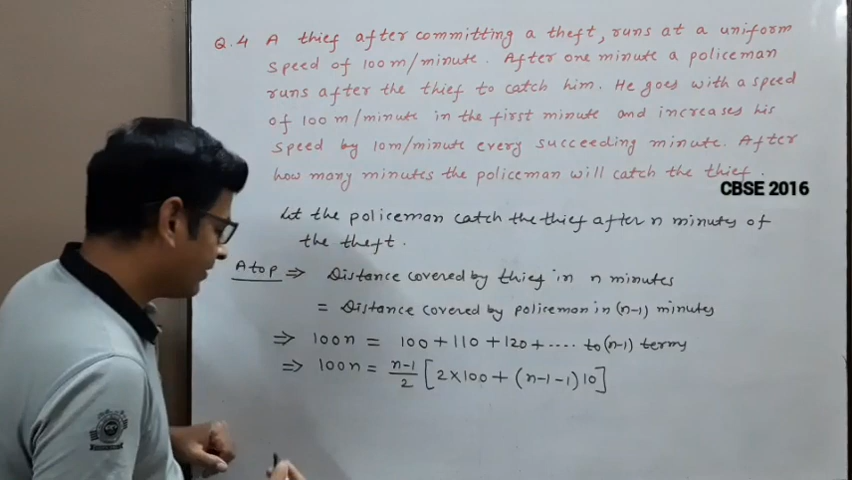 Q.4 A thief after committing a theft, runs at a uniform
speed of 100 m/minute. After one minute a policeman
runs after the thief to catch him. He goes with a speed
of 100 m/minute in the first minute and increases his
speed by 10m/minute every succeeding minute. After
how many minutes the policeman will catch the thief.
CBSE 2016
Let the policeman catch the thief after n minutes of
the theft.
A to P ⇒ Distance covered by thief in n minutes
= Distance covered by policeman in (n-1) minutes
⇒ 100n = 100 + 110 + 120 + .... to (n-1) terms
⇒ 100n = n-1/2 [2×100 + (n-1-1)10]